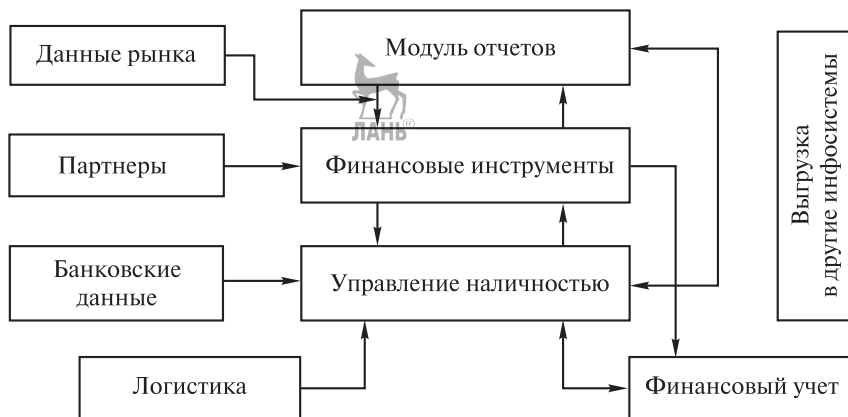 Данные рынка
Модуль отчетов
ЛАНЬ®
Партнеры
Финансовые инструменты
Выгрузка
в другие инфосистемы
Банковские
данные
Управление наличностью
Логистика
Финансовый учет